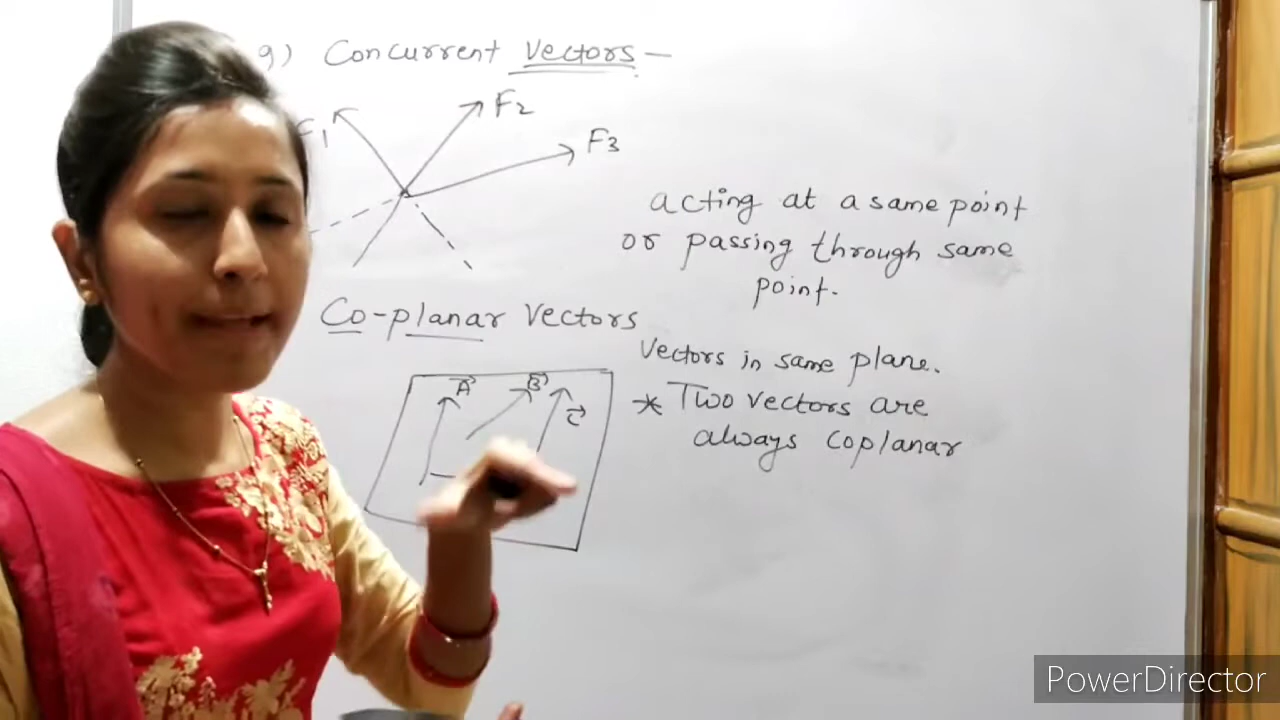 9) Concurrent Vectors —
F1
F2
F3
acting at a same point
or passing through same
point.
Co-planar Vectors
Vectors in same plane.
A
B
C
* Two vectors are
always coplanar
PowerDirector